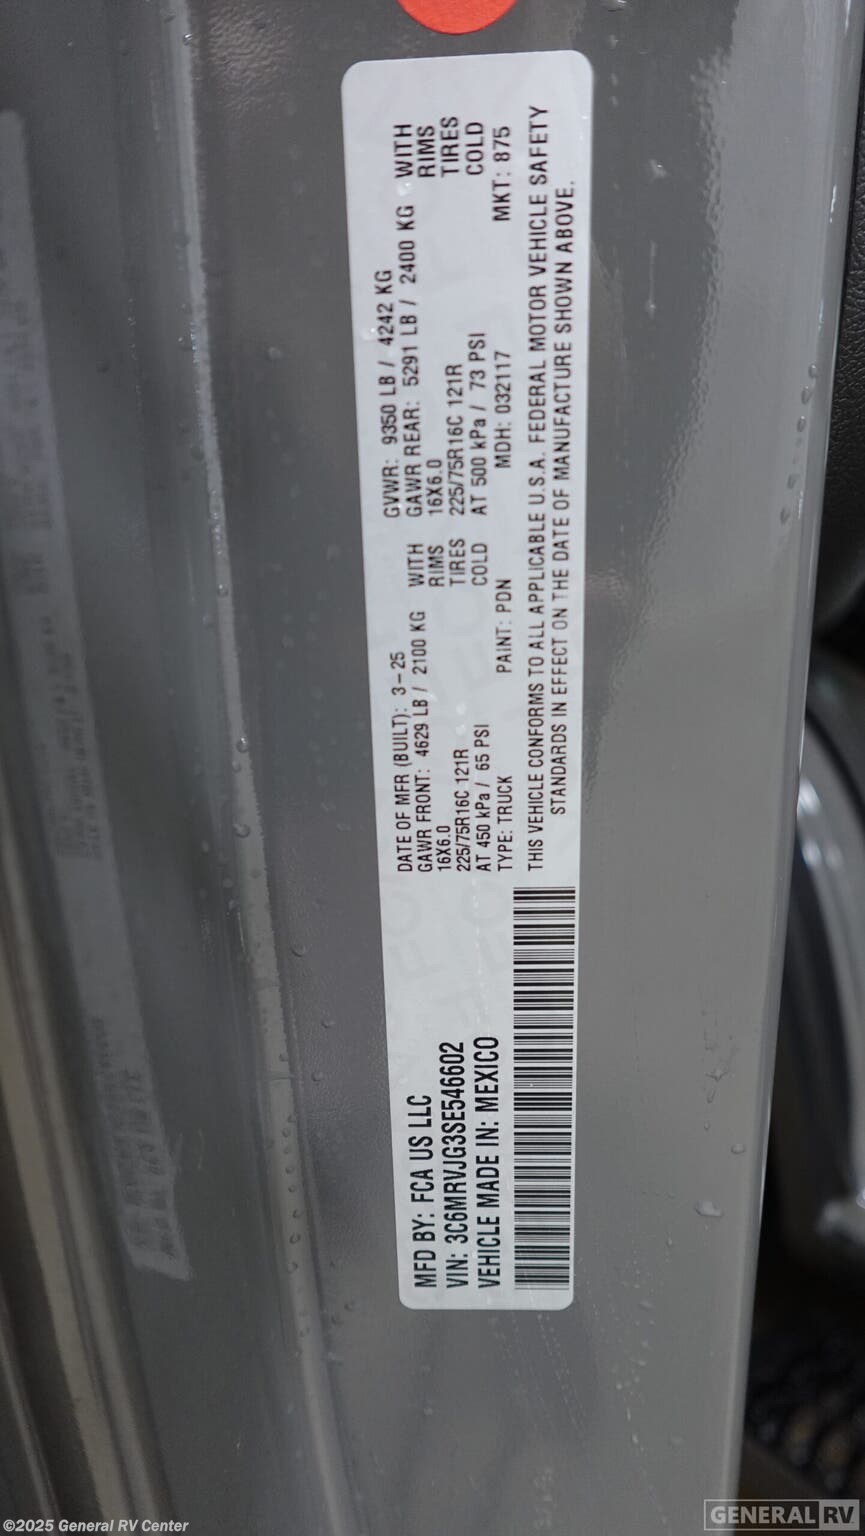 MFD BY: FCA US LLC
VIN: 3C6MRVJG3SE546602
VEHICLE MADE IN: MEXICO
DATE OF MFR (BUILT): 3-25
GAWR FRONT: 4629 LB / 2100 KG WITH
16X6.0 RIMS
225/75R16C 121R TIRES
AT 450 kPa / 65 PSI COLD
GVWR: 9350 LB / 4242 KG
GAWR REAR: 5291 LB / 2400 KG WITH
16X6.0 RIMS
225/75R16C 121R TIRES
AT 500 kPa / 73 PSI COLD
TYPE: TRUCK PAINT: PDN MDH: 032117 MKT: 875
THIS VEHICLE CONFORMS TO ALL APPLICABLE U.S.A. FEDERAL MOTOR VEHICLE SAFETY
STANDARDS IN EFFECT ON THE DATE OF MANUFACTURE SHOWN ABOVE.
©2025 General RV Center
GENERAL RV